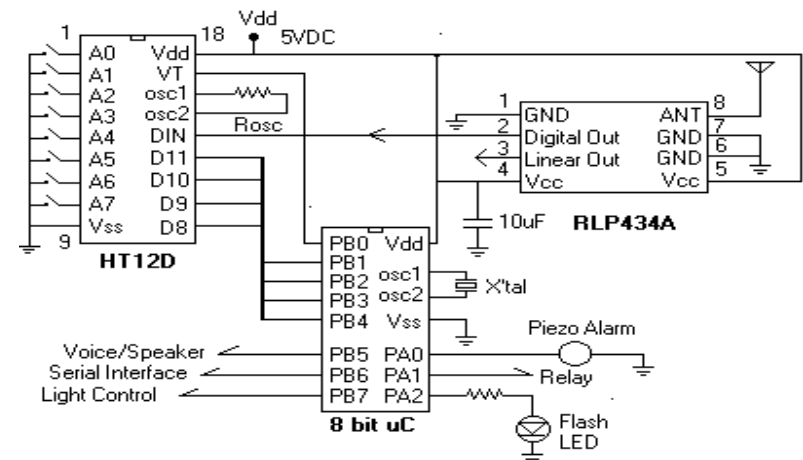 Vdd
5VDC
1
18
A0 Vdd
A1 VT
A2 osc1
A3 osc2
A4 DIN
A5 D11
A6 D10
A7 D9
Vss D8
9
HT12D
Rosc
1 GND ANT 8
2 Digital Out GND 7
3 Linear Out GND 6
4 Vcc Vcc 5
RLP434A
10uF
PB0 Vdd
PB1
PB2 osc1
PB3 osc2
PB4 Vss
PB5 PA0
PB6 PA1
PB7 PA2
8 bit uC
X'tal
Voice/Speaker
Serial Interface
Light Control
Piezo Alarm
Relay
Flash
LED